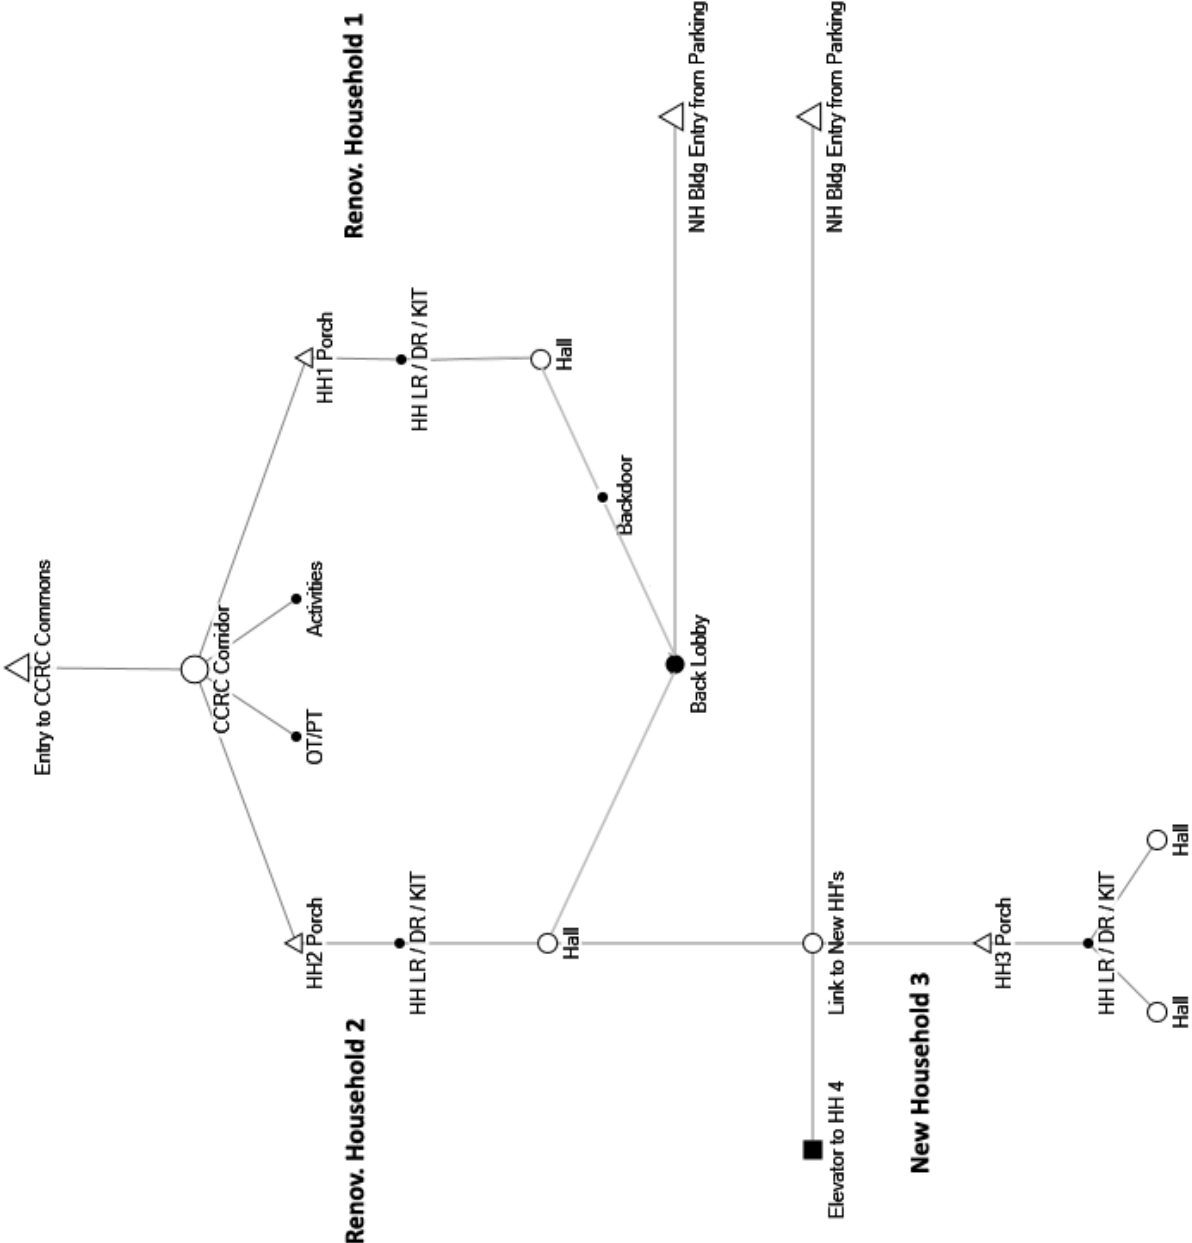 Entry to CCRC Commons
CCRC Corridor
OT/PT
Activities
HH2 Porch
HH1 Porch
Renov. Household 2
Renov. Household 1
HH LR / DR / KIT
HH LR / DR / KIT
Hall
Hall
Backdoor
Back Lobby
NH Bldg Entry from Parking
Elevator to HH 4
Link to New HH's
NH Bldg Entry from Parking
New Household 3
HH3 Porch
HH LR / DR / KIT
Hall
Hall